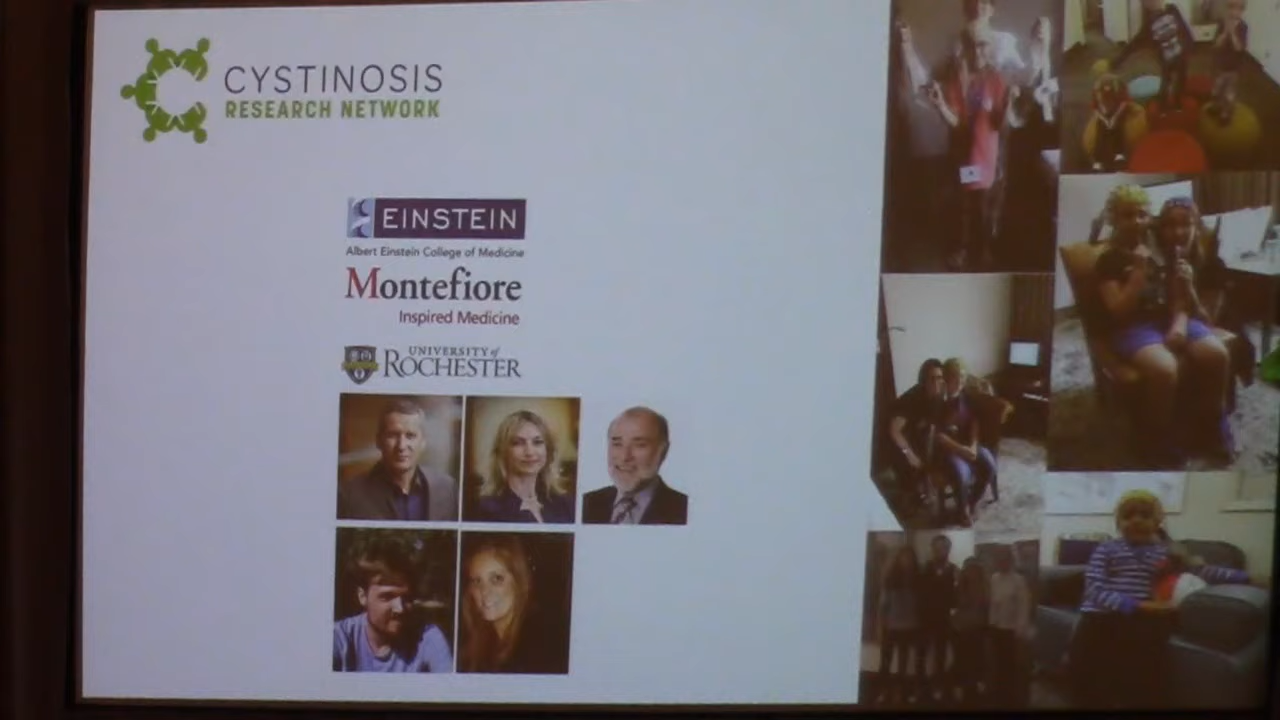 CYSTINOSIS
RESEARCH NETWORK
EINSTEIN
Albert Einstein College of Medicine
Montefiore
Inspired Medicine
UNIVERSITY of
ROCHESTER